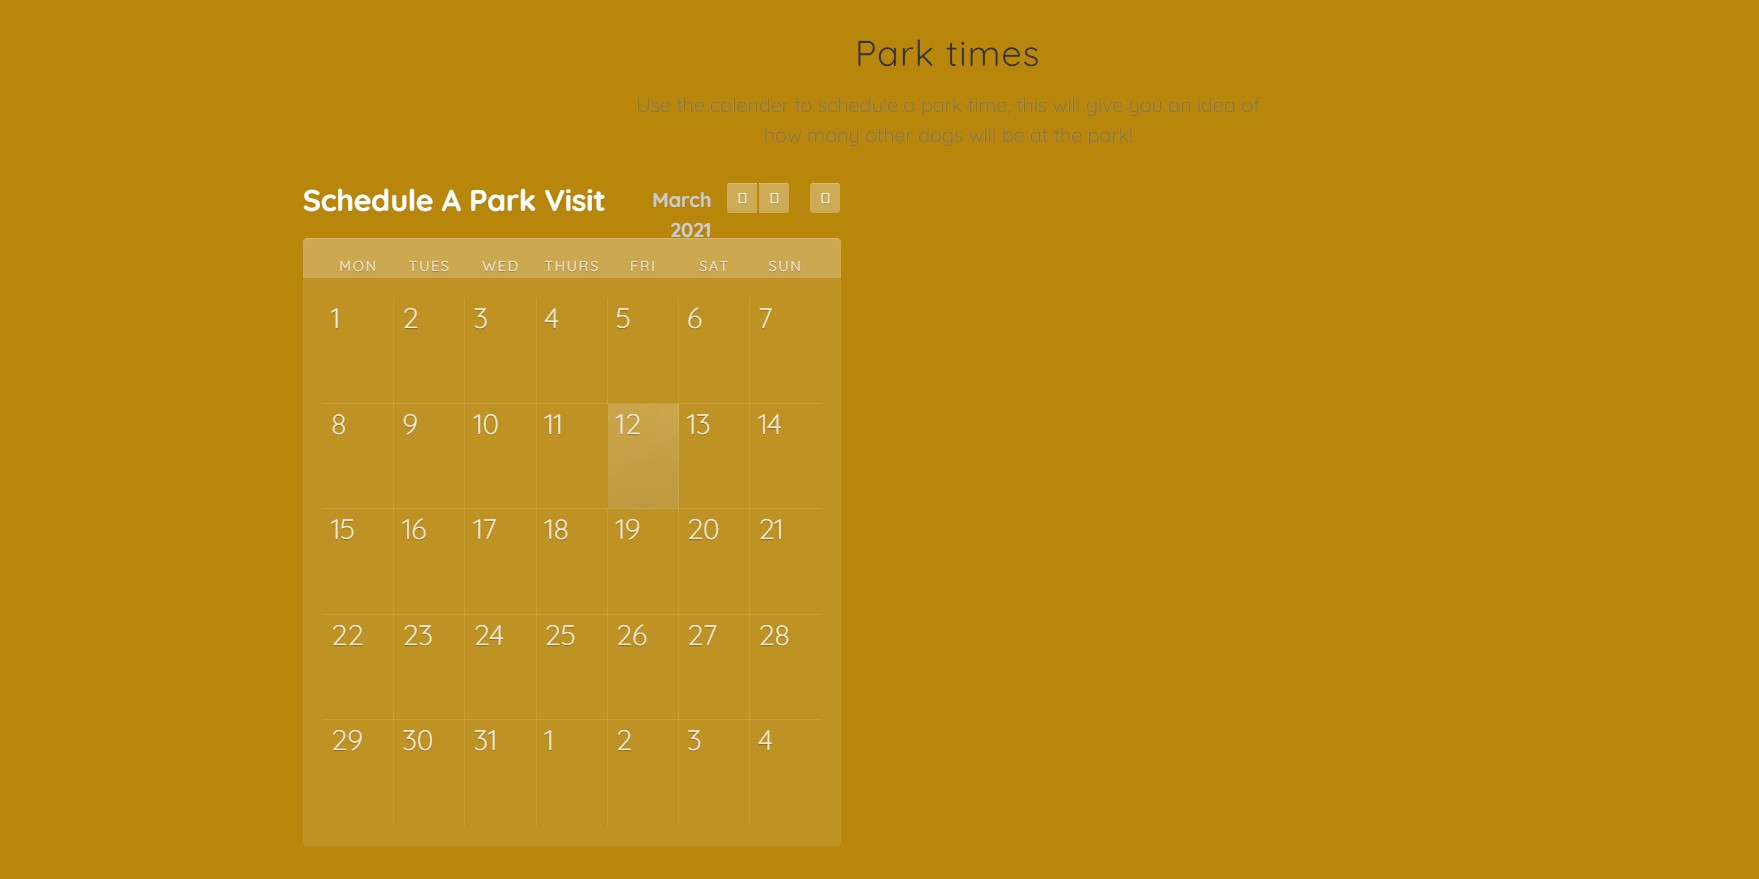 Park times
Use the calender to schedule a park time, this will give you an idea of
how many other dogs will be at the park!
Schedule A Park Visit
March
2021
MON TUES WED THURS FRI SAT SUN
1 2 3 4 5 6 7
8 9 10 11 12 13 14
15 16 17 18 19 20 21
22 23 24 25 26 27 28
29 30 31 1 2 3 4